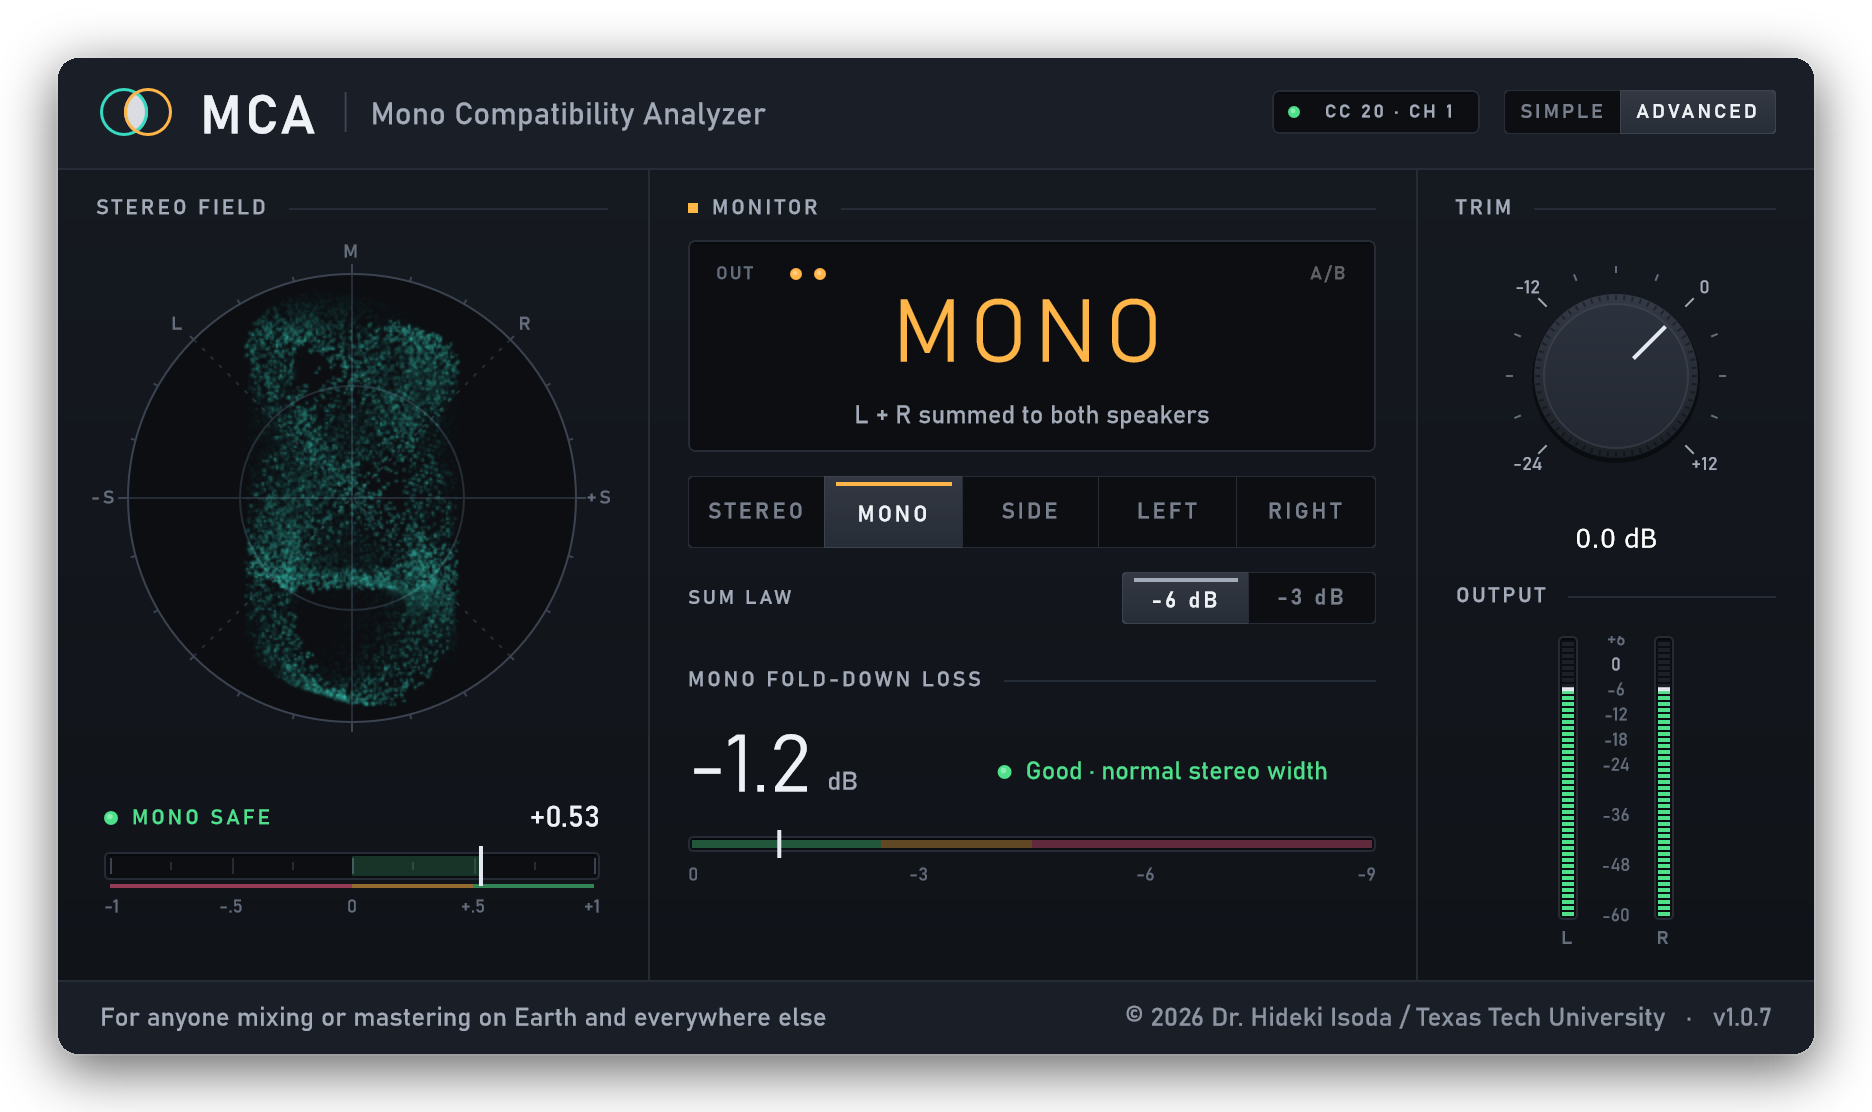 MCA
Mono Compatibility Analyzer
CC 20 · CH 1
SIMPLE
ADVANCED
STEREO FIELD
M
L
R
-S
+S
MONO SAFE
+0.53
-1
-.5
0
+.5
+1
MONITOR
OUT
A/B
MONO
L + R summed to both speakers
STEREO
MONO
SIDE
LEFT
RIGHT
SUM LAW
-6 dB
-3 dB
MONO FOLD-DOWN LOSS
-1.2 dB
Good · normal stereo width
0
-3
-6
-9
TRIM
-12
0
-24
+12
0.0 dB
OUTPUT
+6
0
-6
-12
-18
-24
-36
-48
-60
L
R
For anyone mixing or mastering on Earth and everywhere else
© 2026 Dr. Hideki Isoda / Texas Tech University · v1.0.7